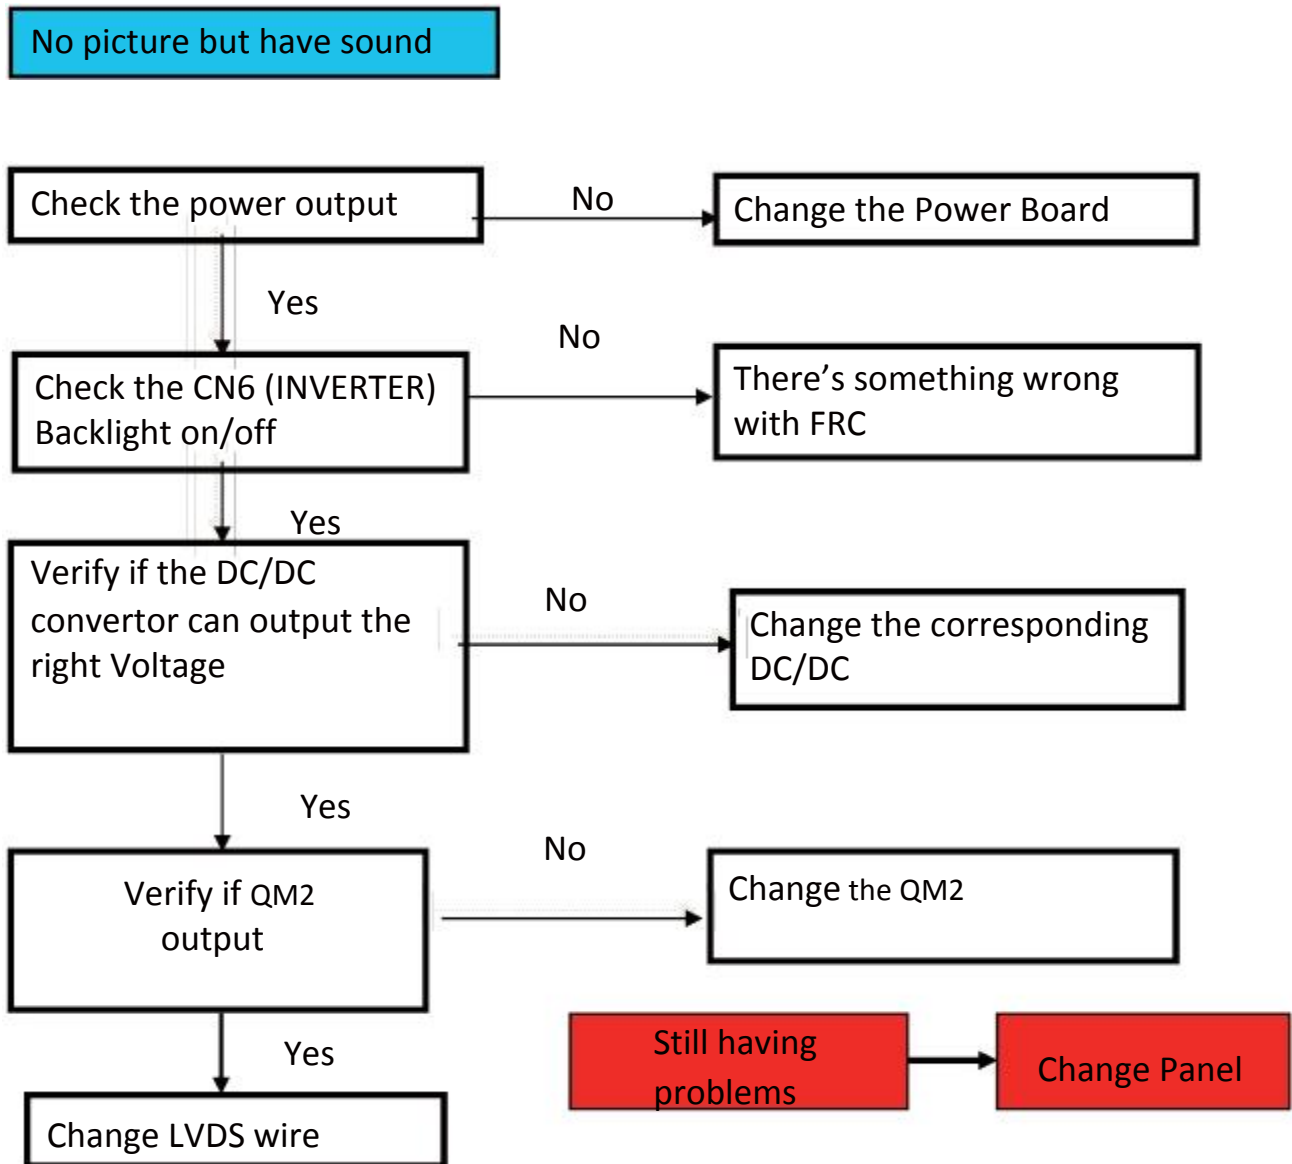 No picture but have sound
Check the power output
No
Change the Power Board
Yes
No
Check the CN6 (INVERTER)
Backlight on/off
There’s something wrong
with FRC
Yes
Verify if the DC/DC
convertor can output the
right Voltage
No
Change the corresponding
DC/DC
Yes
No
Verify if QM2
output
Change the QM2
Yes
Still having
problems
Change Panel
Change LVDS wire